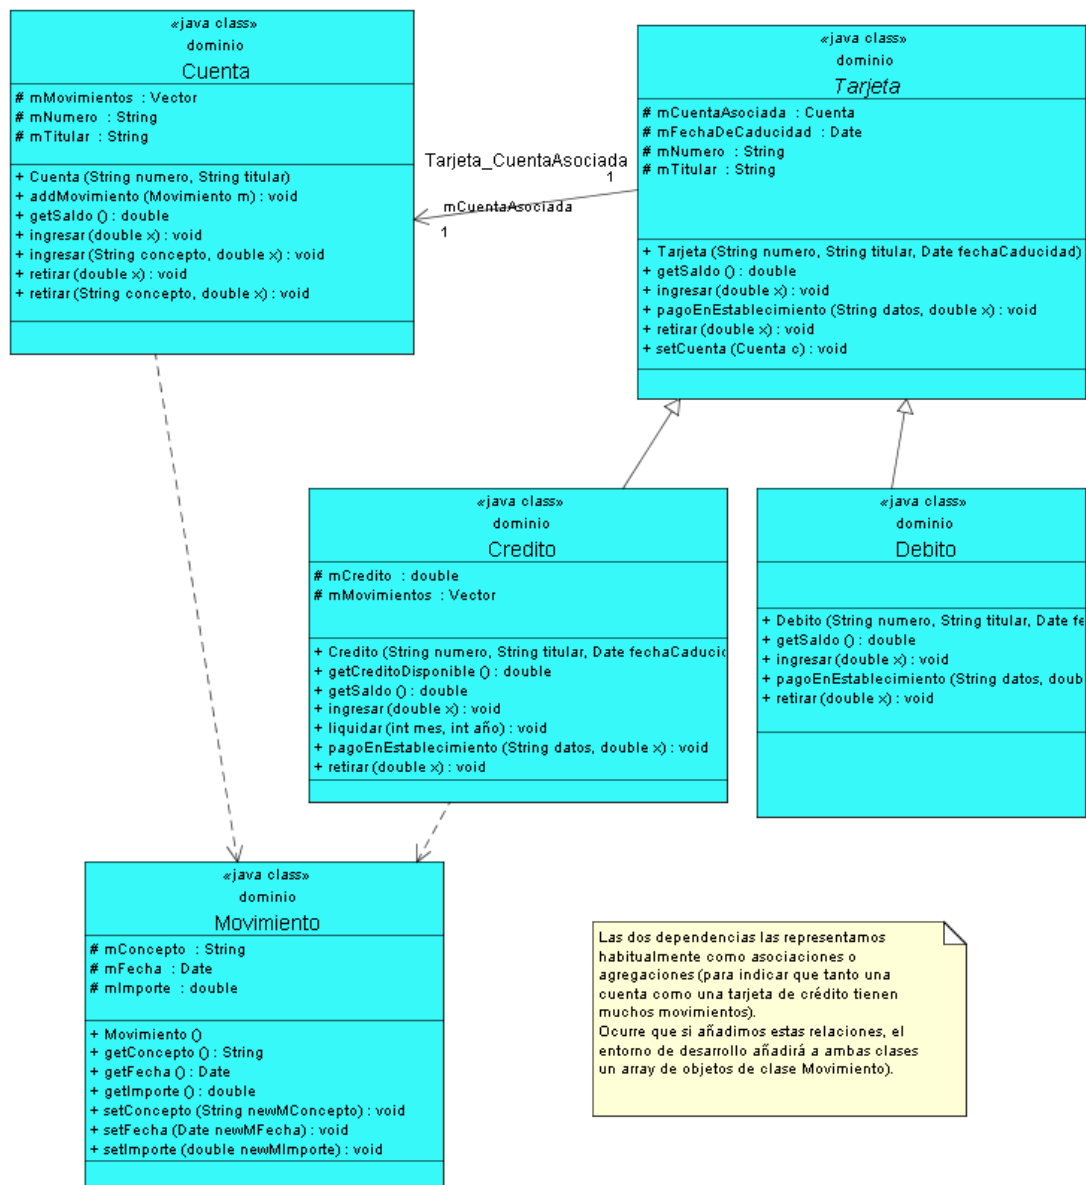 «java class»
dominio
Cuenta
# mMovimientos : Vector
# mNumero : String
# mTitular : String
+ Cuenta (String numero, String titular)
+ addMovimiento (Movimiento m) : void
+ getSaldo () : double
+ ingresar (double x) : void
+ ingresar (String concepto, double x) : void
+ retirar (double x) : void
+ retirar (String concepto, double x) : void
Tarjeta_CuentaAsociada
1
mCuentaAsociada
1
«java class»
dominio
Tarjeta
# mCuentaAsociada : Cuenta
# mFechaDeCaducidad : Date
# mNumero : String
# mTitular : String
+ Tarjeta (String numero, String titular, Date fechaCaducidad)
+ getSaldo () : double
+ ingresar (double x) : void
+ pagoEnEstablecimiento (String datos, double x) : void
+ retirar (double x) : void
+ setCuenta (Cuenta c) : void
«java class»
dominio
Credito
# mCredito : double
# mMovimientos : Vector
+ Credito (String numero, String titular, Date fechaCaduci
+ getCreditoDisponible () : double
+ getSaldo () : double
+ ingresar (double x) : void
+ liquidar (int mes, int año) : void
+ pagoEnEstablecimiento (String datos, double x) : void
+ retirar (double x) : void
«java class»
dominio
Debito
+ Debito (String numero, String titular, Date fe
+ getSaldo () : double
+ ingresar (double x) : void
+ pagoEnEstablecimiento (String datos, doub
+ retirar (double x) : void
«java class»
dominio
Movimiento
# mConcepto : String
# mFecha : Date
# mImporte : double
+ Movimiento ()
+ getConcepto () : String
+ getFecha () : Date
+ getImporte () : double
+ setConcepto (String newMConcepto) : void
+ setFecha (Date newMFecha) : void
+ setImporte (double newMImporte) : void
Las dos dependencias las representamos
habitualmente como asociaciones o
agregaciones (para indicar que tanto una
cuenta como una tarjeta de crédito tienen
muchos movimientos).
Ocurre que si añadimos estas relaciones, el
entorno de desarrollo añadirá a ambas clases
un array de objetos de clase Movimiento).